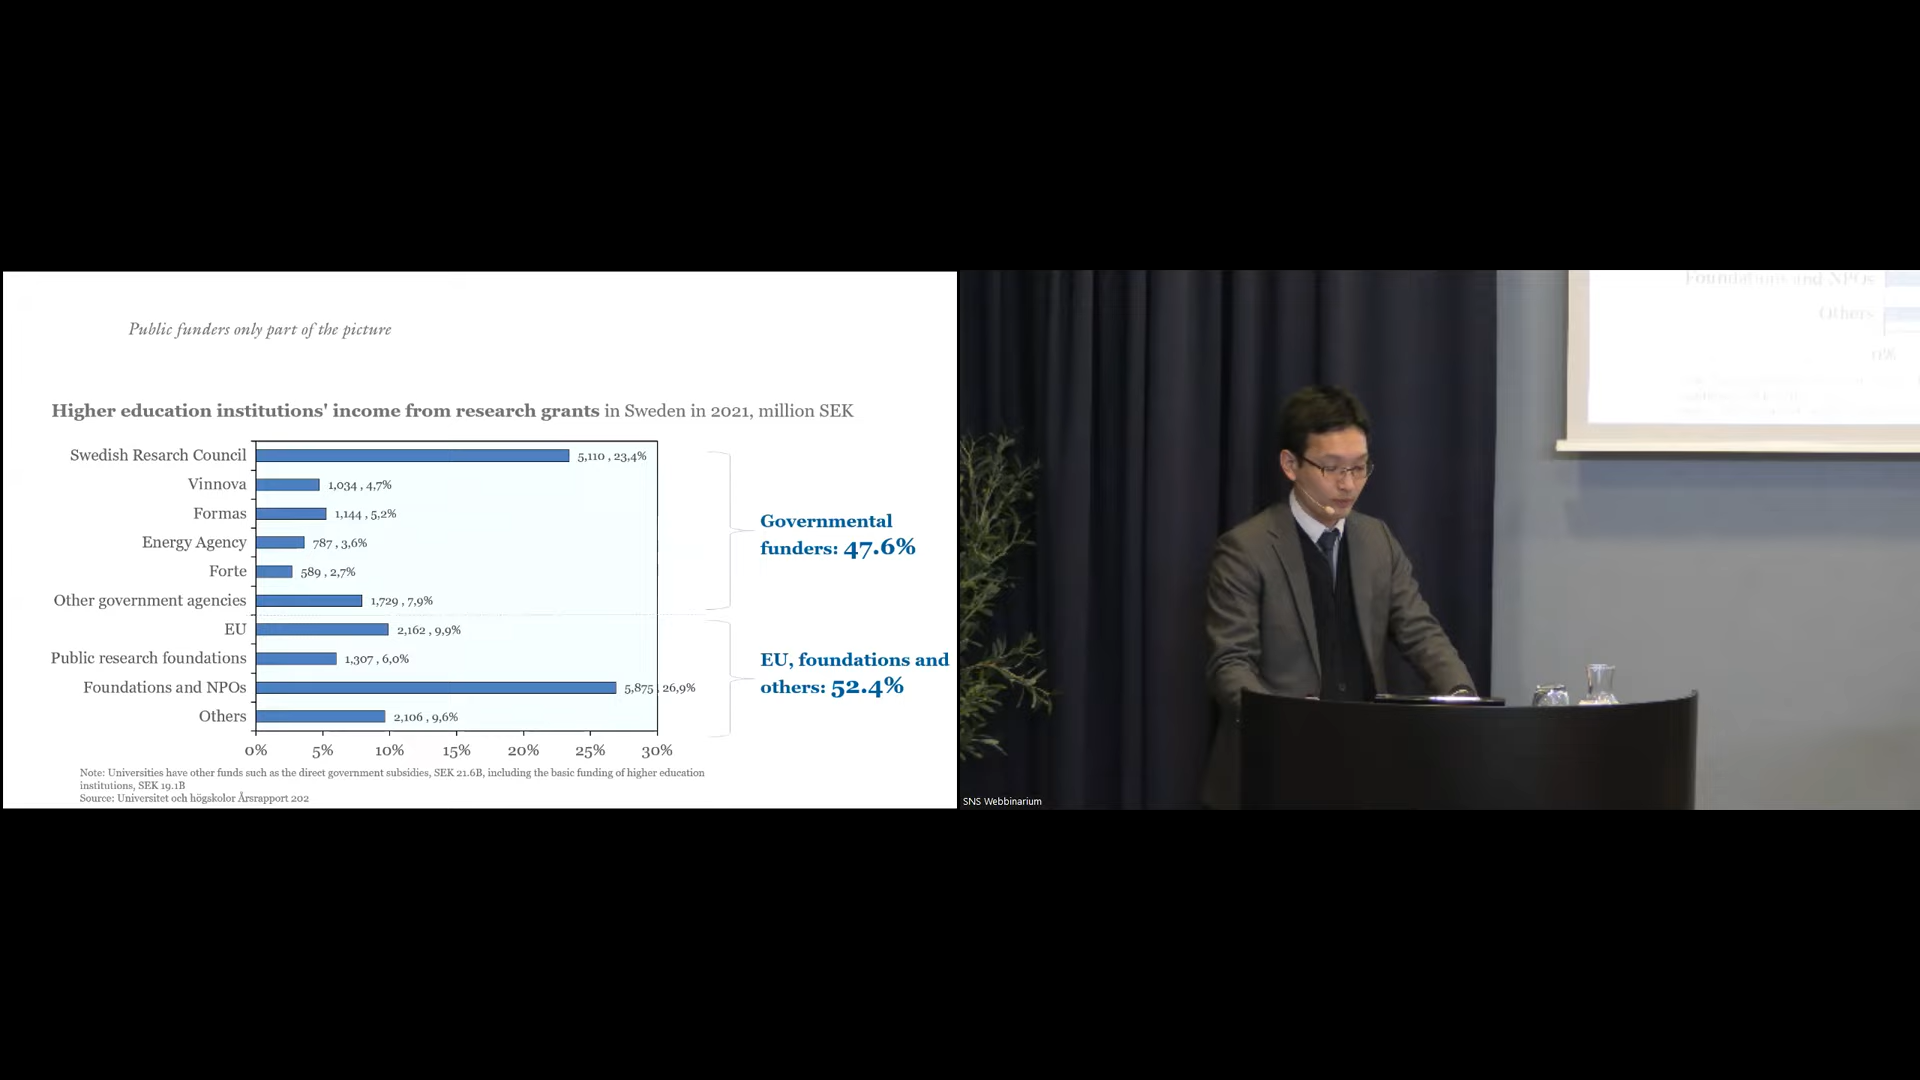 Public funders only part of the picture
Higher education institutions' income from research grants in Sweden in 2021, million SEK
Swedish Resarch Council 5,110 , 23,4%
Vinnova 1,034 , 4,7%
Formas 1,144 , 5,2%
Energy Agency 787 , 3,6%
Forte 589 , 2,7%
Other government agencies 1,729 , 7,9%
EU 2,162 , 9,9%
Public research foundations 1,307 , 6,0%
Foundations and NPOs 5,875 , 26,9%
Others 2,106 , 9,6%
0% 5% 10% 15% 20% 25% 30%
Governmental
funders: 47.6%
EU, foundations and
others: 52.4%
Note: Universities have other funds such as the direct government subsidies, SEK 21.6B, including the basic funding of higher education
institutions, SEK 19.1B
Source: Universitet och högskolor Årsrapport 202
Foundations and NPOs
Others
0%
SNS Webbinarium